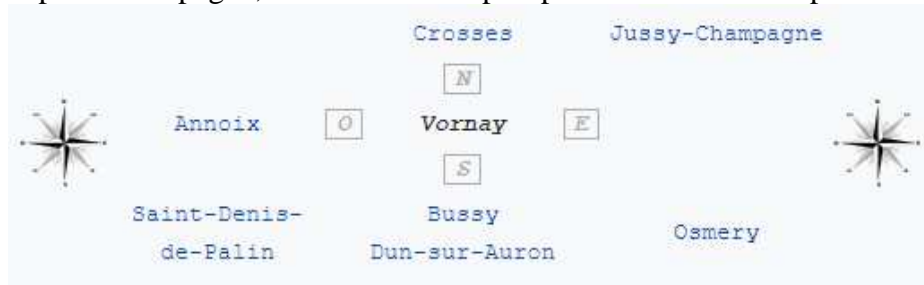 Crosses Jussy-Champagne
N
Annoix O Vornay E
S
Saint-Denis- Bussy
de-Palin Dun-sur-Auron Osmery